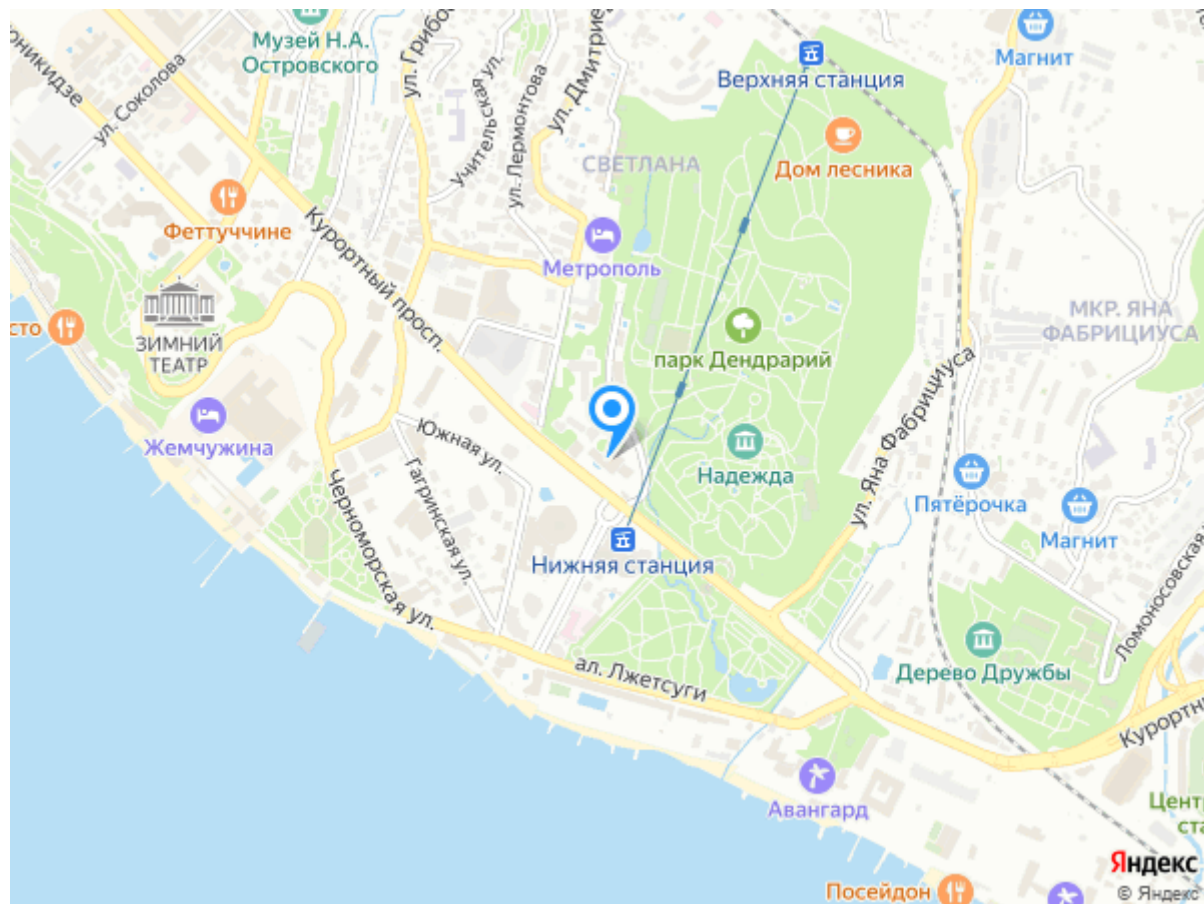 Музей Н.А.
Островского
оникидзе
ул. Соколова
ул. Грибо
Учительская ул.
ул. Лермонтова
ул. Дмитрие
Верхняя станция
Магнит
СВЕТЛАНА
Дом лесника
Феттуччине
Курортный просп.
Метрополь
сто
ЗИМНИЙ
ТЕАТР
парк Дендрарий
МКР. ЯНА
ФАБРИЦИУСА
ул. Яна Фабрициуса
Жемчужина
Южная ул.
Гагринская ул.
Черноморская ул.
Надежда
Пятёрочка
Магнит
Нижняя станция
Ломоносовская
ал. Лжетсуги
Дерево Дружбы
Курортн
Авангард
Цент
ста
Посейдон
Яндекс
© Яндекс